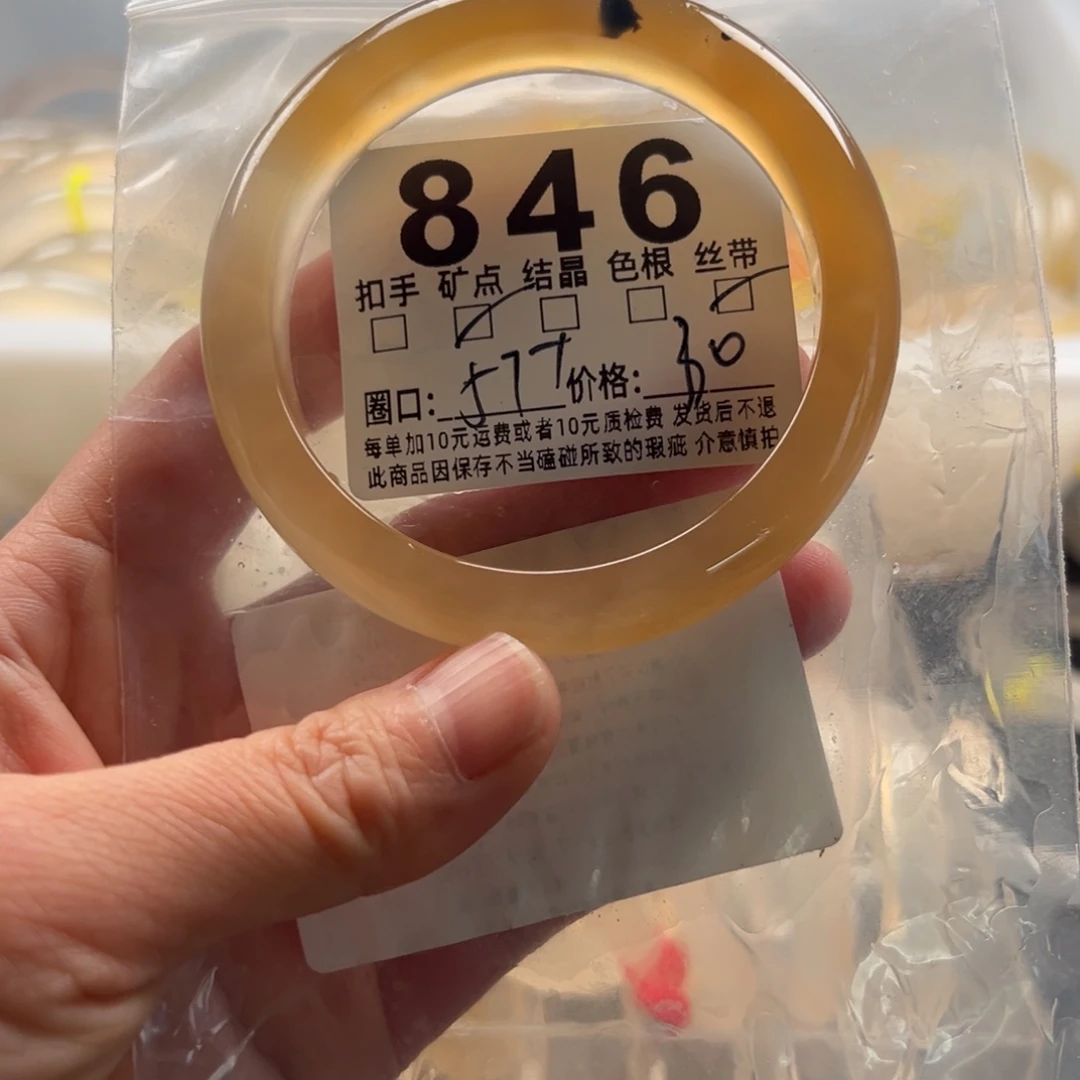 846
扣手 矿点 结晶 色根 丝带
圈口: 577 价格: 30
每单加10元运费或者10元质检费 发货后不退
此商品因保存不当磕碰所致的瑕疵 介意慎拍